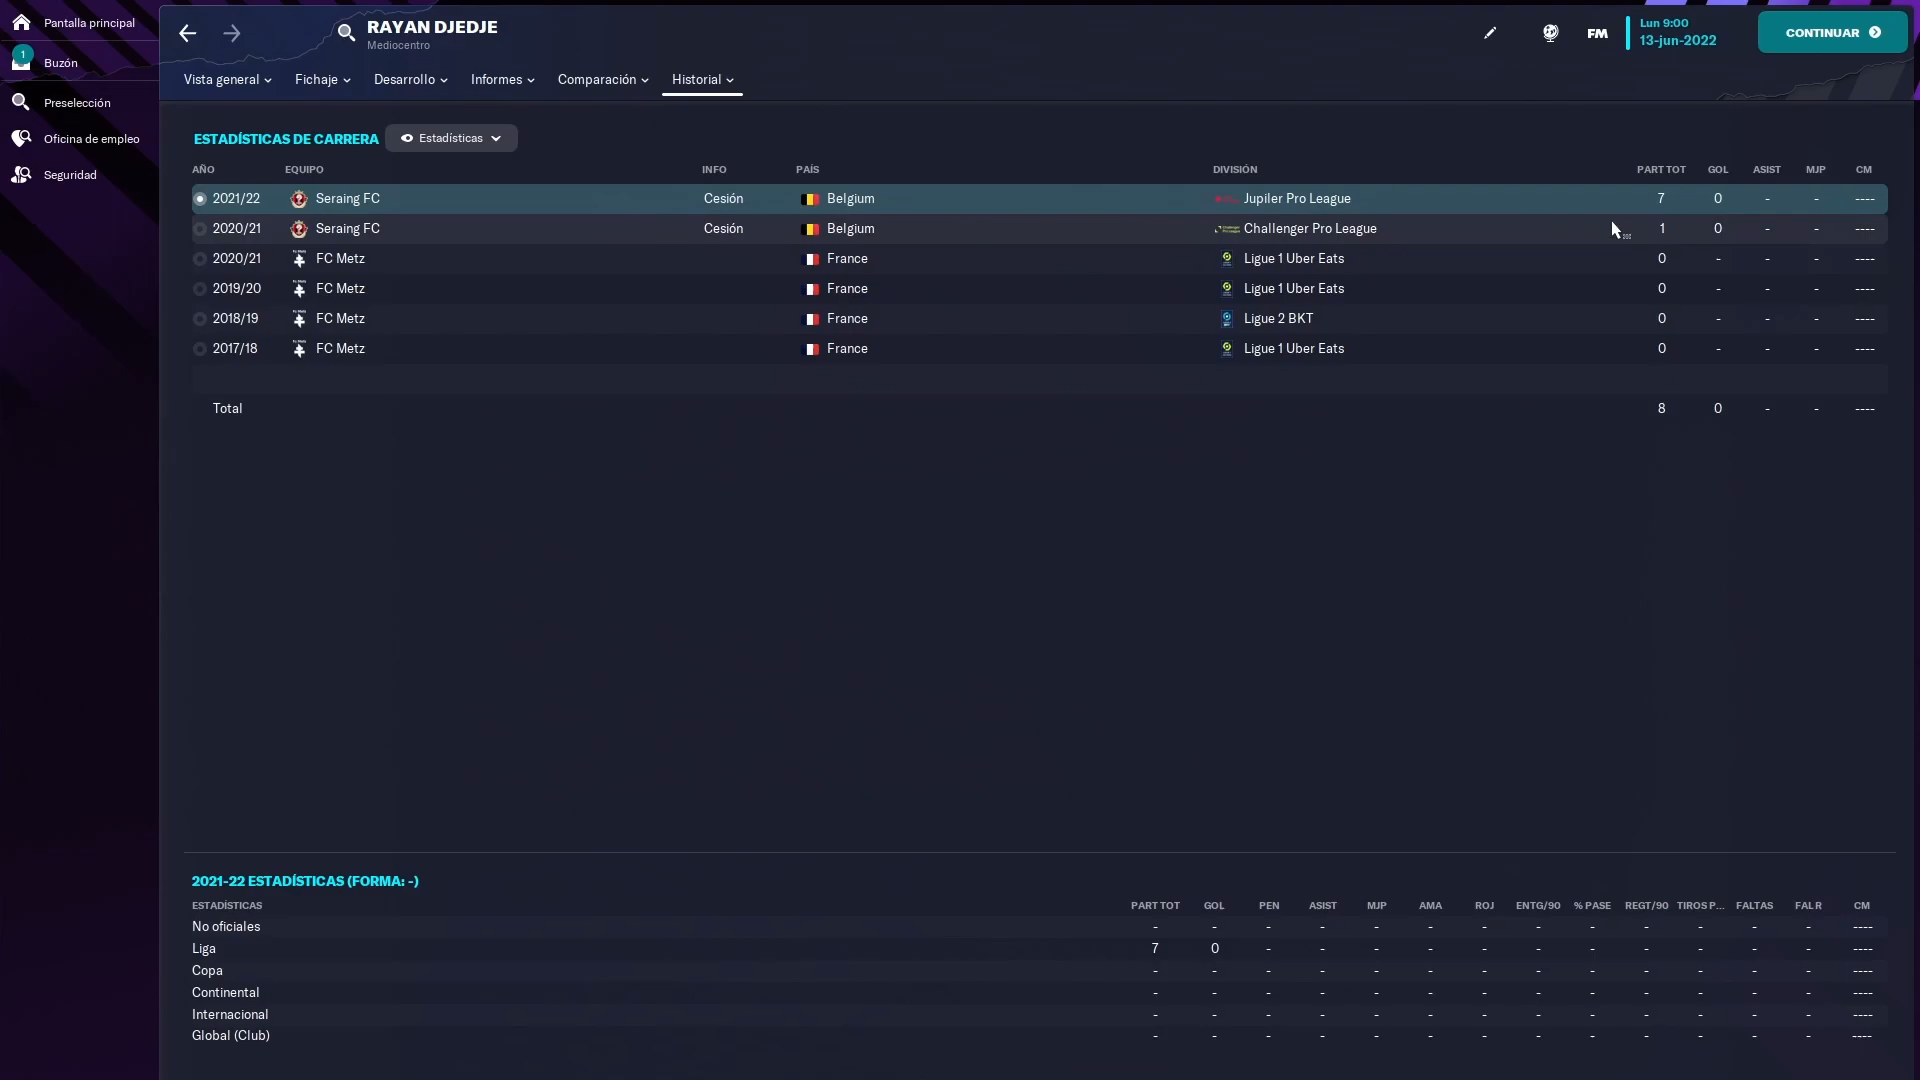 Pantalla principal
1
Buzón
Preselección
Oficina de empleo
Seguridad
RAYAN DJEDJE
Mediocentro
FM
Lun 9:00
13-jun-2022
CONTINUAR
Vista general Fichaje Desarrollo Informes Comparación Historial
ESTADÍSTICAS DE CARRERA Estadísticas
AÑO EQUIPO INFO PAÍS DIVISIÓN PART TOT GOL ASIST MJP CM
2021/22 Seraing FC Cesión Belgium Jupiler Pro League 7 0 - - ----
2020/21 Seraing FC Cesión Belgium Challenger Pro League 1 0 - - ----
2020/21 FC Metz France Ligue 1 Uber Eats 0 - - - ----
2019/20 FC Metz France Ligue 1 Uber Eats 0 - - - ----
2018/19 FC Metz France Ligue 2 BKT 0 - - - ----
2017/18 FC Metz France Ligue 1 Uber Eats 0 - - - ----
Total 8 0 - - ----
2021-22 ESTADÍSTICAS (FORMA: -)
ESTADÍSTICAS PART TOT GOL PEN ASIST MJP AMA ROJ ENTG/90 % PASE REGT/90 TIROS P... FALTAS FAL R CM
No oficiales - - - - - - - - - - - - - ----
Liga 7 0 - - - - - - - - - - - ----
Copa - - - - - - - - - - - - - ----
Continental - - - - - - - - - - - - - ----
Internacional - - - - - - - - - - - - - ----
Global (Club) - - - - - - - - - - - - - ----